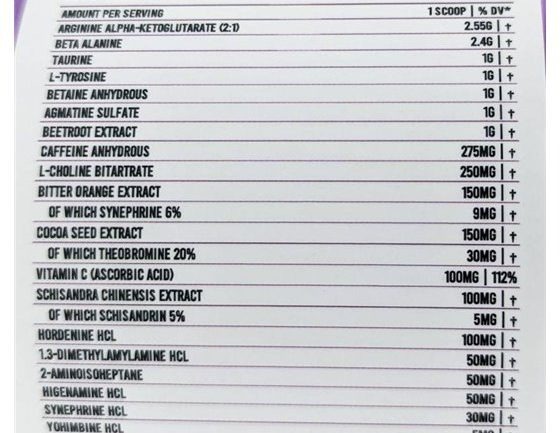 AMOUNT PER SERVING 1 SCOOP | % DV*
ARGININE ALPHA-KETOGLUTARATE (2:1) 2.55G | †
BETA ALANINE 2.4G | †
TAURINE 1G | †
L-TYROSINE 1G | †
BETAINE ANHYDROUS 1G | †
AGMATINE SULFATE 1G | †
BEETROOT EXTRACT 1G | †
CAFFEINE ANHYDROUS 275MG | †
L-CHOLINE BITARTRATE 250MG | †
BITTER ORANGE EXTRACT 150MG | †
OF WHICH SYNEPHRINE 6% 9MG | †
COCOA SEED EXTRACT 150MG | †
OF WHICH THEOBROMINE 20% 30MG | †
VITAMIN C (ASCORBIC ACID) 100MG | 112%
SCHISANDRA CHINENSIS EXTRACT 100MG | †
OF WHICH SCHISANDRIN 5% 5MG | †
HORDENINE HCL 100MG | †
1.3-DIMETHYLAMYLAMINE HCL 50MG | †
2-AMINOISOHEPTANE 50MG | †
HIGENAMINE HCL 50MG | †
SYNEPHRINE HCL 30MG | †
YOHIMBINE HCL